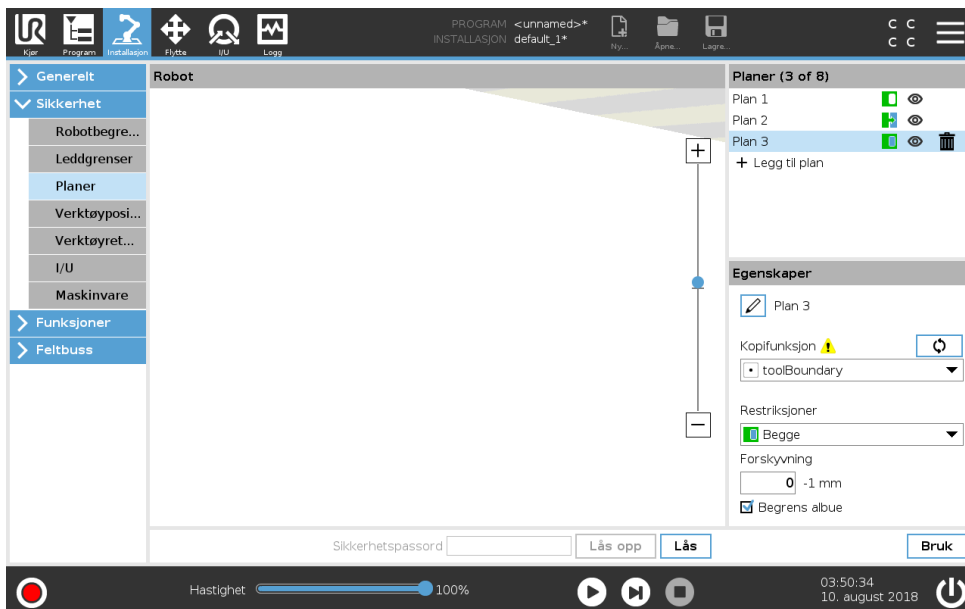 UR
PROGRAM <unnamed>*
INSTALLASJON default_1*
Kjør Program Installasjon Flytte I/U Logg
Ny... Åpne... Lagre...
C C
C C
Generelt
Sikkerhet
Robotbegre...
Leddgrenser
Planer
Verktøyposi...
Verktøyret...
I/U
Maskinvare
Funksjoner
Feltbuss
Robot
Planer (3 of 8)
Plan 1
Plan 2
Plan 3
+ Legg til plan
Egenskaper
Plan 3
Kopifunksjon
toolBoundary
Restriksjoner
Begge
Forskyvning
0 -1 mm
Begrens albue
Sikkerhetspassord Lås opp Lås Bruk
Hastighet 100%
03:50:34
10. august 2018